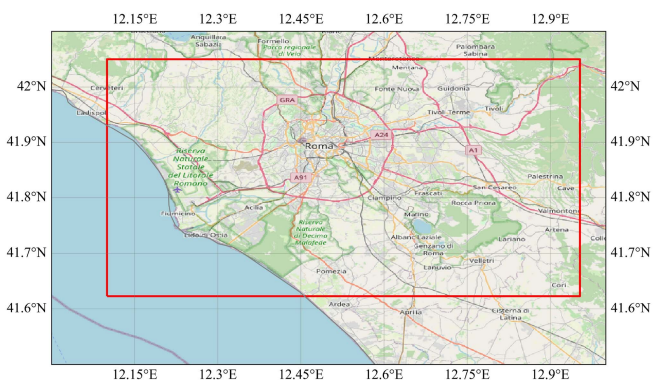 12.15°E 12.3°E 12.45°E 12.6°E 12.75°E 12.9°E
Anguillara
Sabazia
Formello
Parco regionale
di Veio
Palombara
Sabina
Monterotondo
Mentana
42°N
42°N
Cerveteri
Fonte Nuova
Guidonia
GRA
Ladispoli
Tivoli Terme
Tivoli
41.9°N
41.9°N
A24
Roma
A1
Riserva
Naturale
Statale
del Litorale
Romano
A91
Palestrina
San Cesareo
Cave
41.8°N
41.8°N
Frascati
Ciampino
Rocca Priora
Fiumicino
Acilia
Marino
Valmontone
Riserva
Naturale
di Decima
Malafede
Artena
Lido di Ostia
Albano Laziale
Lariano
Genzano di
Roma
41.7°N
41.7°N
Velletri
Lanuvio
Pomezia
Cori
41.6°N
41.6°N
Ardea
Aprilia
Cisterna di
Latina
12.15°E 12.3°E 12.45°E 12.6°E 12.75°E 12.9°E